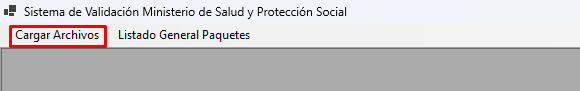 Sistema de Validación Ministerio de Salud y Protección Social
Cargar Archivos Listado General Paquetes